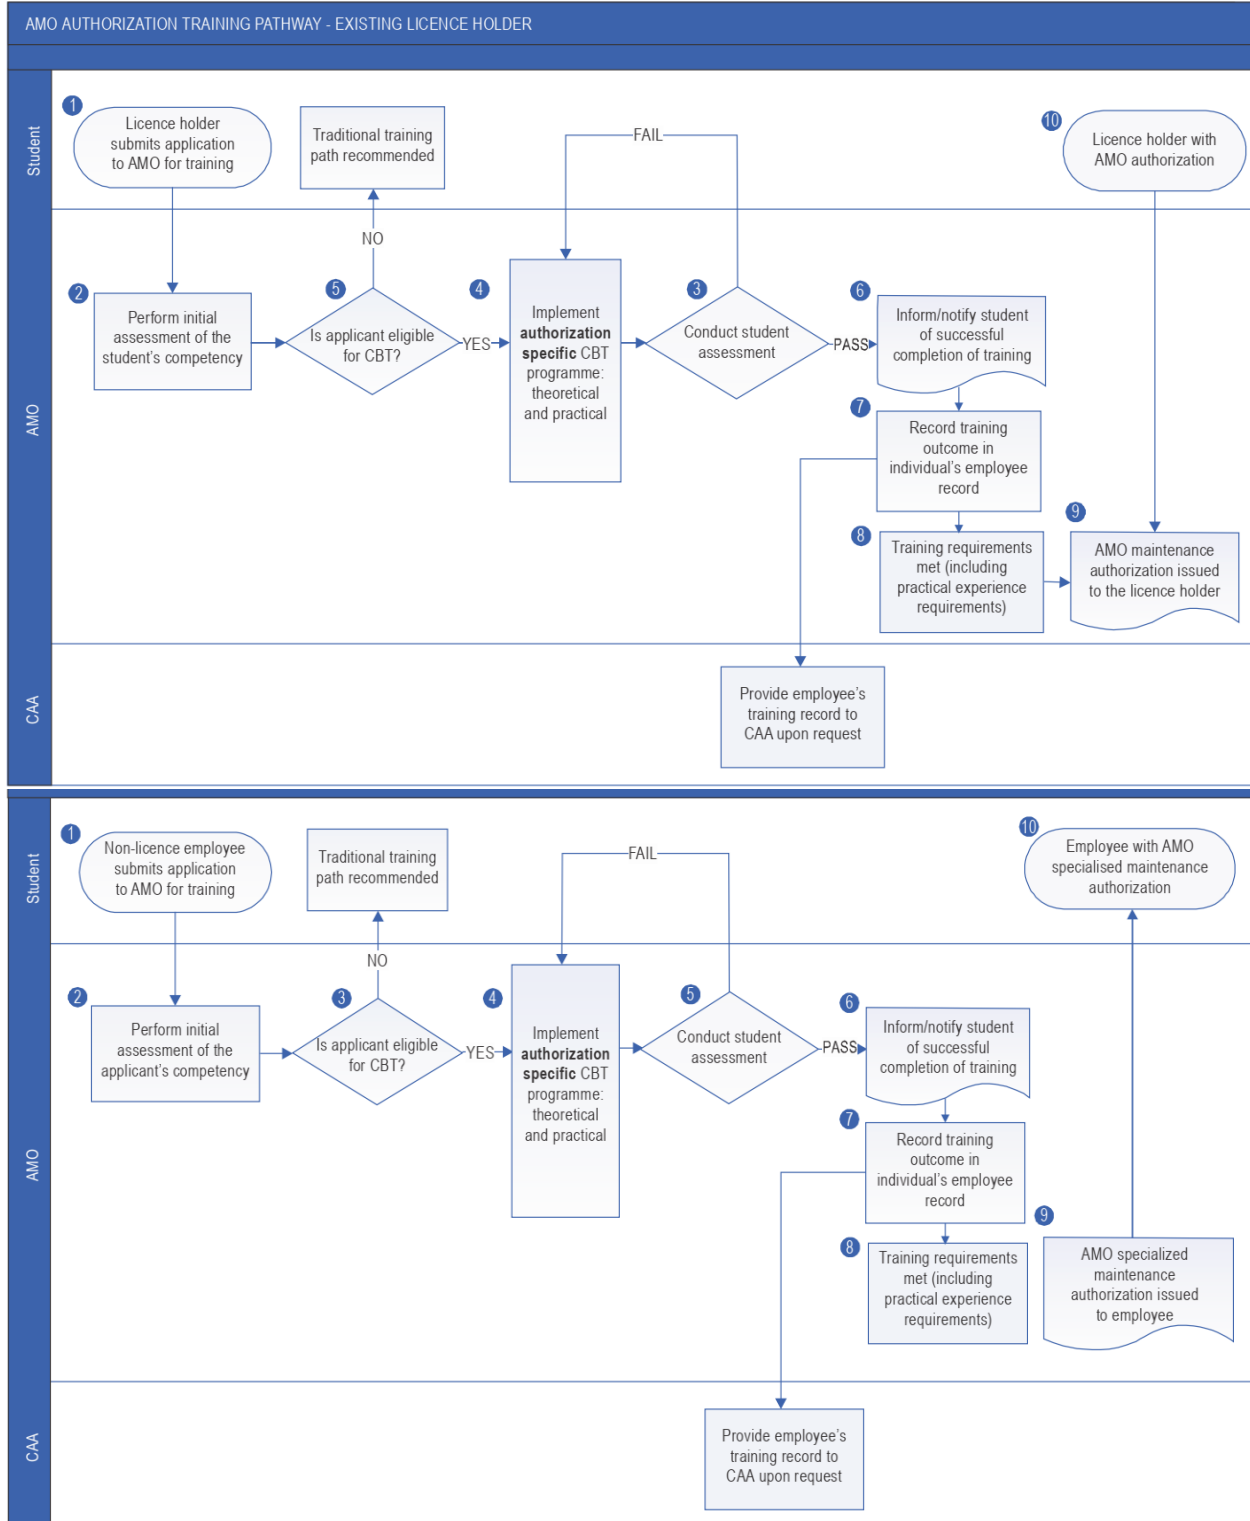 AMO AUTHORIZATION TRAINING PATHWAY - EXISTING LICENCE HOLDER
Student
1
Licence holder
submits application
to AMO for training
Traditional training
path recommended
FAIL
10
Licence holder with
AMO authorization
AMO
2
Perform initial
assessment of the
student's competency
NO
5
Is applicant eligible
for CBT?
YES
4
Implement
authorization
specific CBT
programme:
theoretical
and practical
3
Conduct student
assessment
PASS
6
Inform/notify student
of successful
completion of training
7
Record training
outcome in
individual's employee
record
8
Training requirements
met (including
practical experience
requirements)
9
AMO maintenance
authorization issued
to the licence holder
CAA
Provide employee's
training record to
CAA upon request
Student
1
Non-licence employee
submits application
to AMO for training
Traditional training
path recommended
FAIL
10
Employee with AMO
specialised maintenance
authorization
AMO
2
Perform initial
assessment of the
applicant's competency
NO
3
Is applicant eligible
for CBT?
YES
4
Implement
authorization
specific CBT
programme:
theoretical
and practical
5
Conduct student
assessment
PASS
6
Inform/notify student
of successful
completion of training
7
Record training
outcome in
individual's employee
record
8
Training requirements
met (including
practical experience
requirements)
9
AMO specialized
maintenance
authorization issued
to employee
CAA
Provide employee's
training record to
CAA upon request